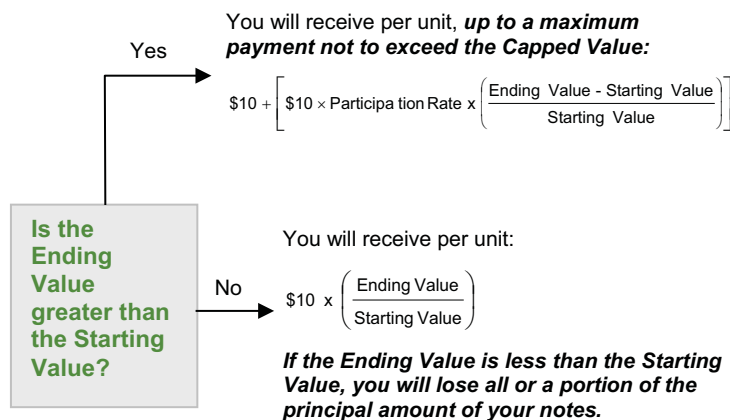 You will receive per unit, up to a maximum
payment not to exceed the Capped Value:
Yes
$10 + [ $10 × Participa tion Rate x ( Ending Value - Starting Value
Starting Value ) ]
Is the
Ending
Value
greater than
the Starting
Value?
No
You will receive per unit:
$10 x ( Ending Value
Starting Value )
If the Ending Value is less than the Starting
Value, you will lose all or a portion of the
principal amount of your notes.